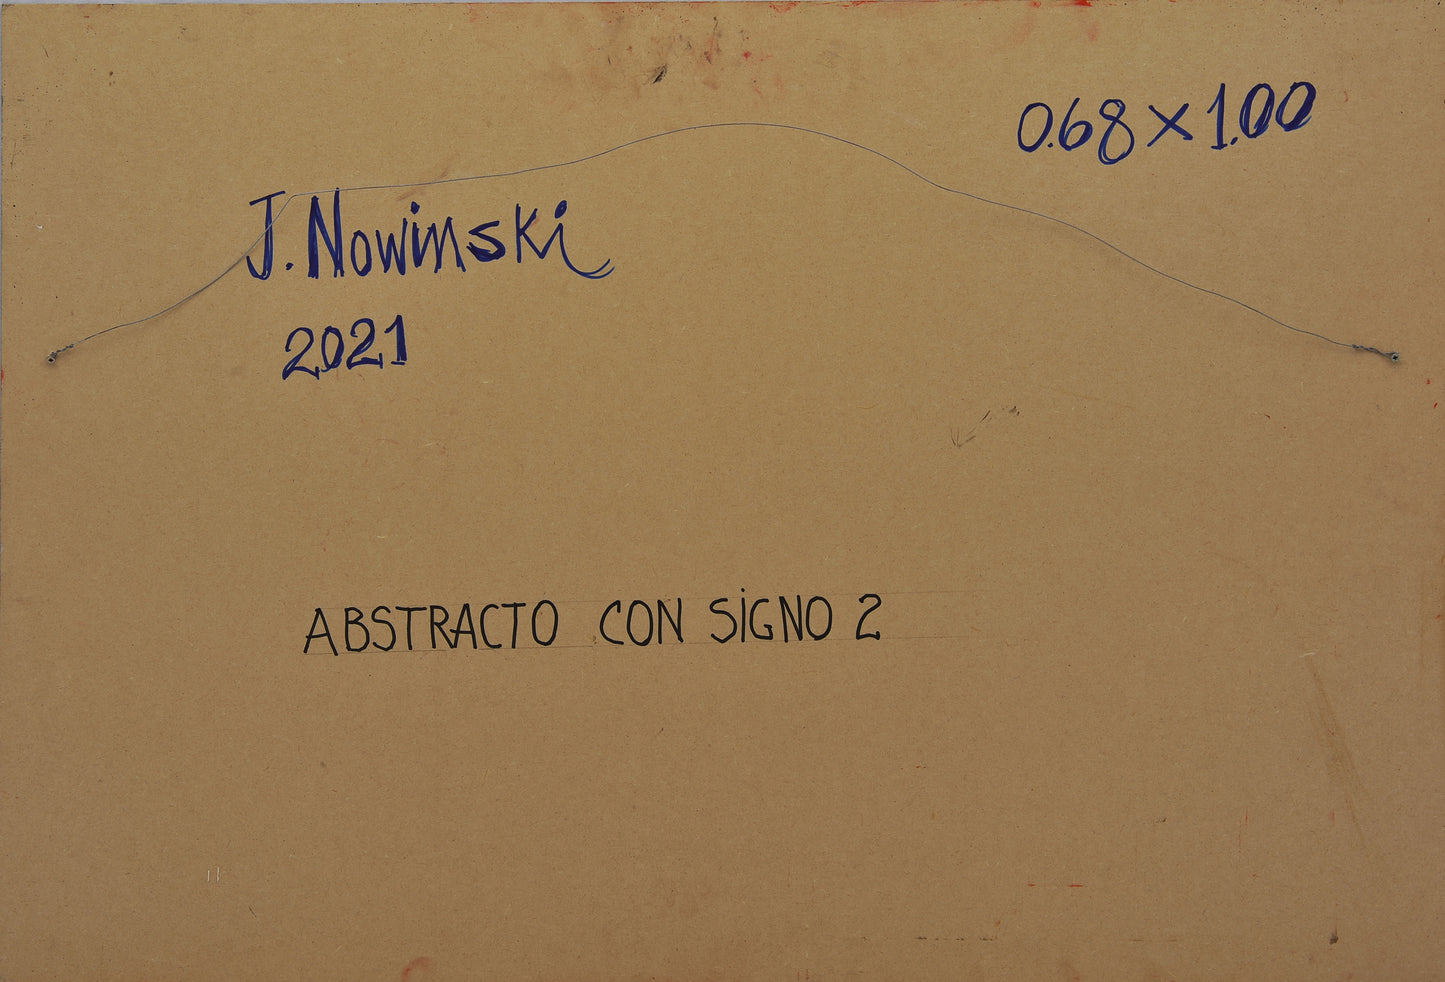 0.68 x 1.00
J. Nowinski
2021
ABSTRACTO CON SIGNO 2